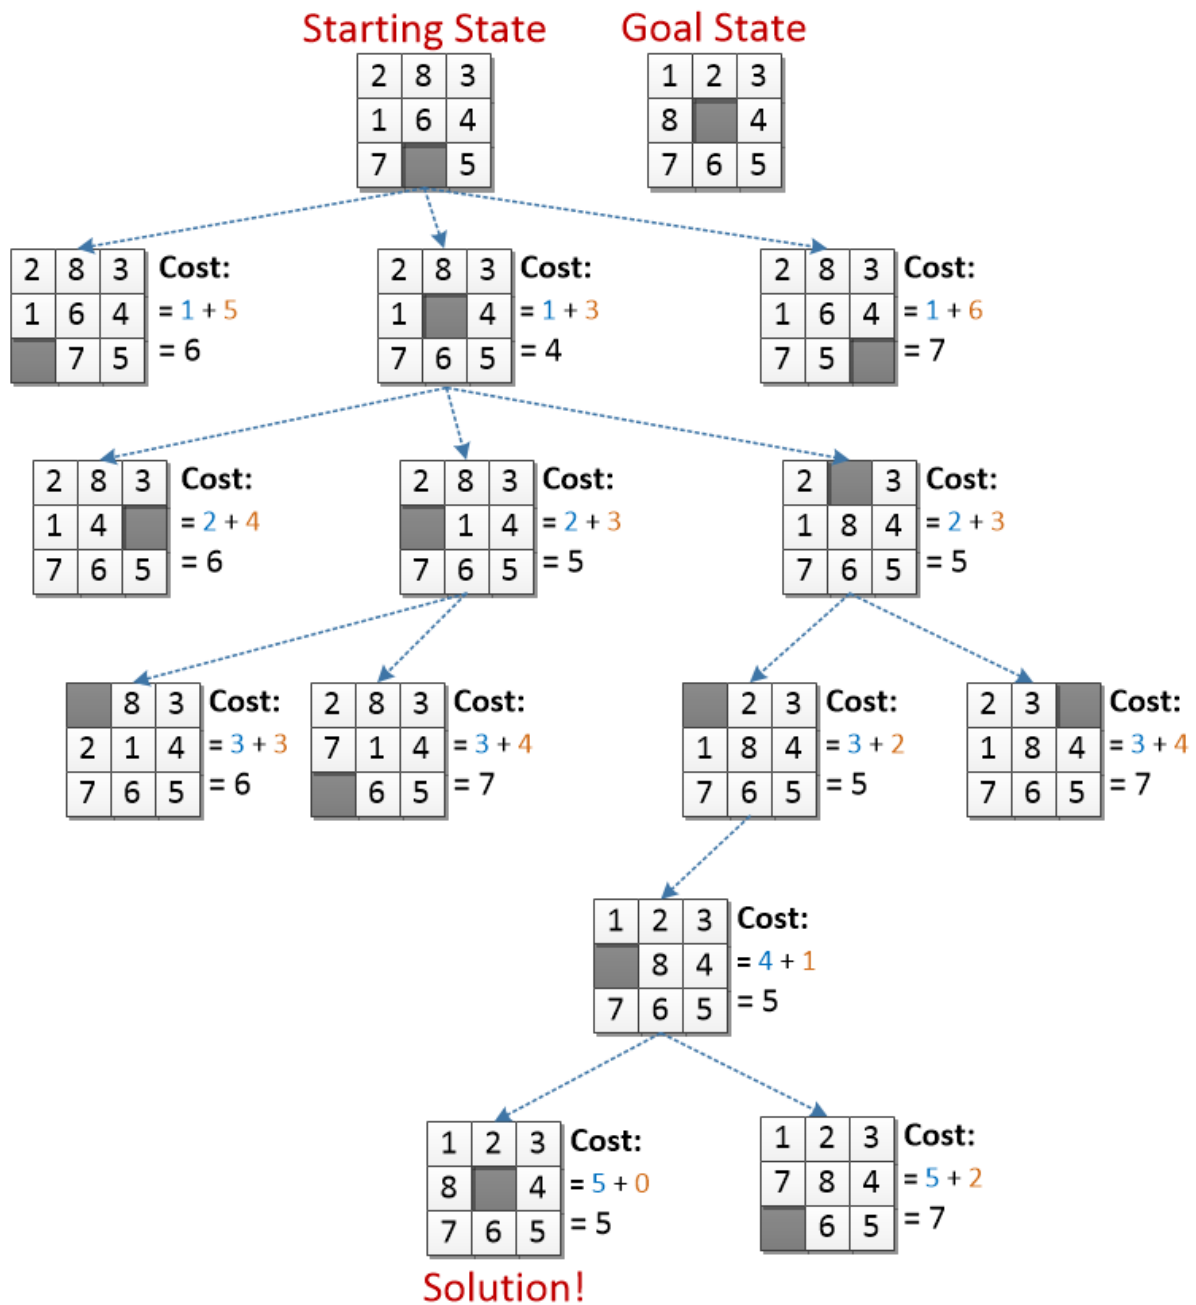 Starting State
Goal State
2 8 3
1 6 4
7 5
1 2 3
8 4
7 6 5
2 8 3
1 6 4
7 5
Cost:
= 1 + 5
= 6
2 8 3
1 4
7 6 5
Cost:
= 1 + 3
= 4
2 8 3
1 6 4
7 5
Cost:
= 1 + 6
= 7
2 8 3
1 4
7 6 5
Cost:
= 2 + 4
= 6
2 8 3
1 4
7 6 5
Cost:
= 2 + 3
= 5
2 3
1 8 4
7 6 5
Cost:
= 2 + 3
= 5
8 3
2 1 4
7 6 5
Cost:
= 3 + 3
= 6
2 8 3
7 1 4
6 5
Cost:
= 3 + 4
= 7
2 3
1 8 4
7 6 5
Cost:
= 3 + 2
= 5
2 3
1 8 4
7 6 5
Cost:
= 3 + 4
= 7
1 2 3
8 4
7 6 5
Cost:
= 4 + 1
= 5
1 2 3
8 4
7 6 5
Cost:
= 5 + 0
= 5
1 2 3
7 8 4
6 5
Cost:
= 5 + 2
= 7
Solution!